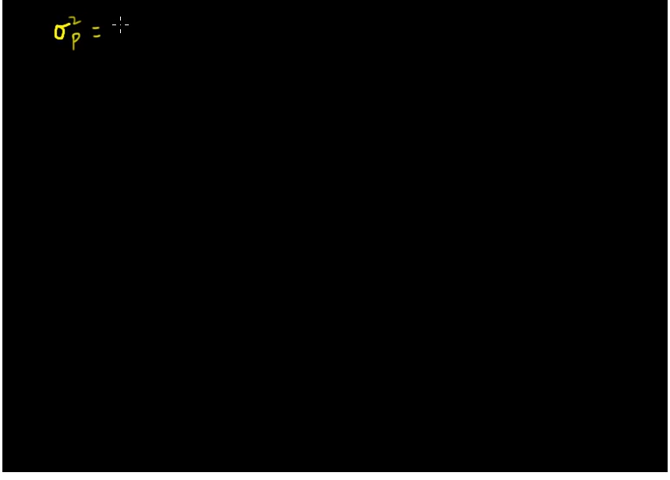 σ²ₚ =